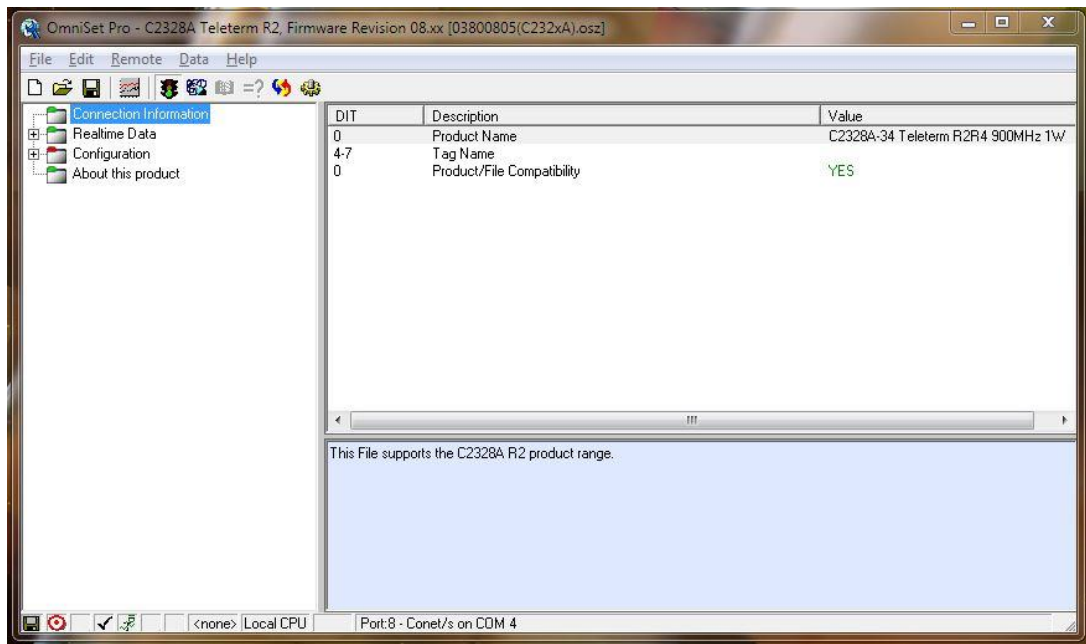 OmniSet Pro - C2328A Teleterm R2, Firmware Revision 08.xx [03800805(C232xA).osz]
File Edit Remote Data Help
=?
Connection Information
Realtime Data
Configuration
About this product
DIT Description Value
0 Product Name C2328A-34 Teleterm R2R4 900MHz 1W
4-7 Tag Name
0 Product/File Compatibility YES
This File supports the C2328A R2 product range.
<none> Local CPU Port:8 - Conet/s on COM 4